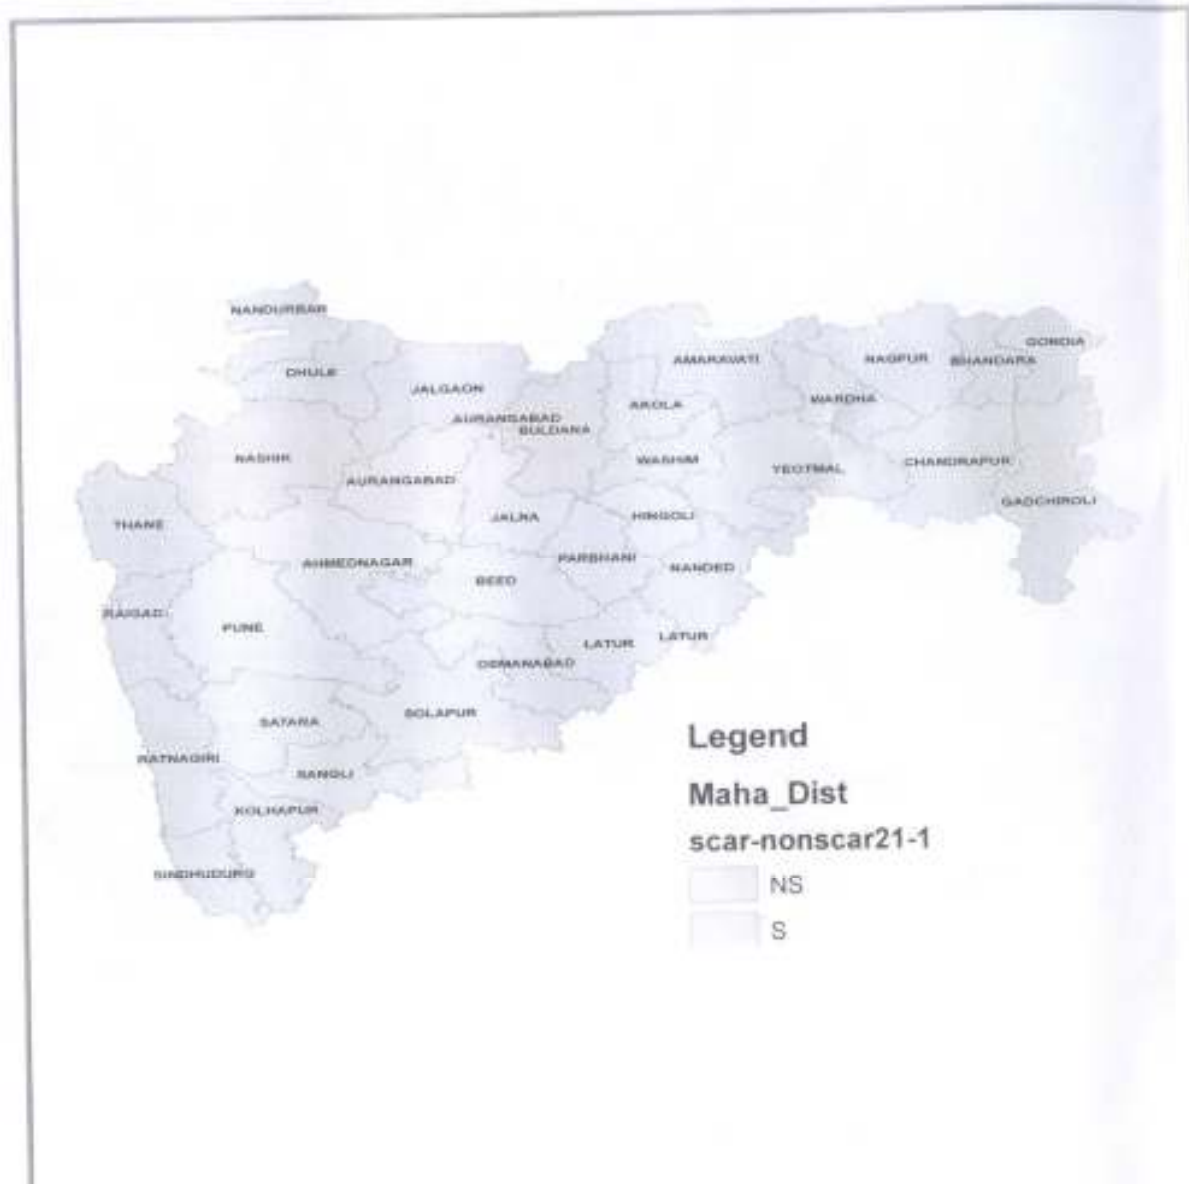 NANDURBAR
GONDIA
AMARAVATI
NAGPUR
BHANDARA
DHULE
JALGAON
WARDHA
AKOLA
AURANGABAD
BULDANA
NASHIK
WASHIM
YEOTMAL
CHANDRAPUR
AURANGABAD
GADCHIROLI
THANE
JALNA
HINGOLI
AHMEDNAGAR
PARBHANI
NANDED
BEED
RAIGAD
PUNE
LATUR
LATUR
OSMANABAD
SOLAPUR
SATARA
RATNAGIRI
SANGLI
KOLHAPUR
SINDHUDURG
Legend
Maha_Dist
scar-nonscar21-1
NS
S